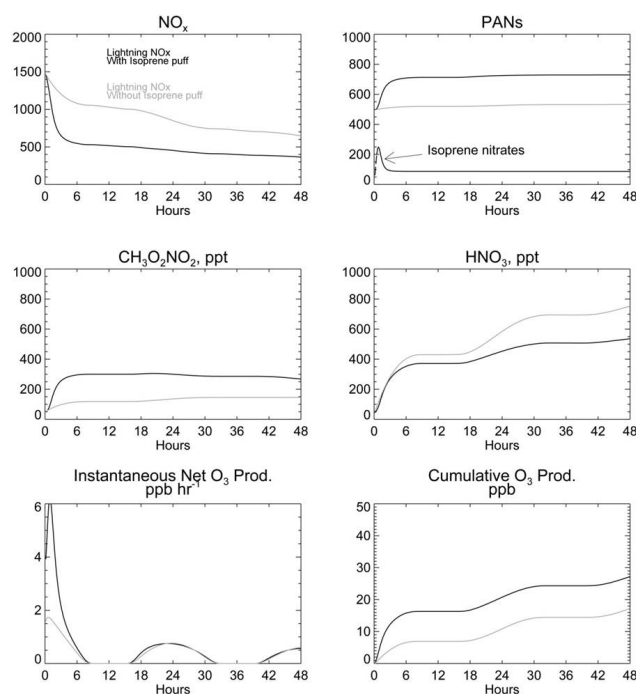 NOx
Lightning NOx
With Isoprene puff
Lightning NOx
Without Isoprene puff
2000
1500
1000
500
0
0 6 12 18 24 30 36 42 48
Hours
PANs
1000
800
600
400
200
0
Isoprene nitrates
0 6 12 18 24 30 36 42 48
Hours
CH3O2NO2, ppt
1000
800
600
400
200
0
0 6 12 18 24 30 36 42 48
Hours
HNO3, ppt
1000
800
600
400
200
0
0 6 12 18 24 30 36 42 48
Hours
Instantaneous Net O3 Prod.
ppb hr-1
6
4
2
0
0 6 12 18 24 30 36 42 48
Hours
Cumulative O3 Prod.
ppb
50
40
30
20
10
0
0 6 12 18 24 30 36 42 48
Hours